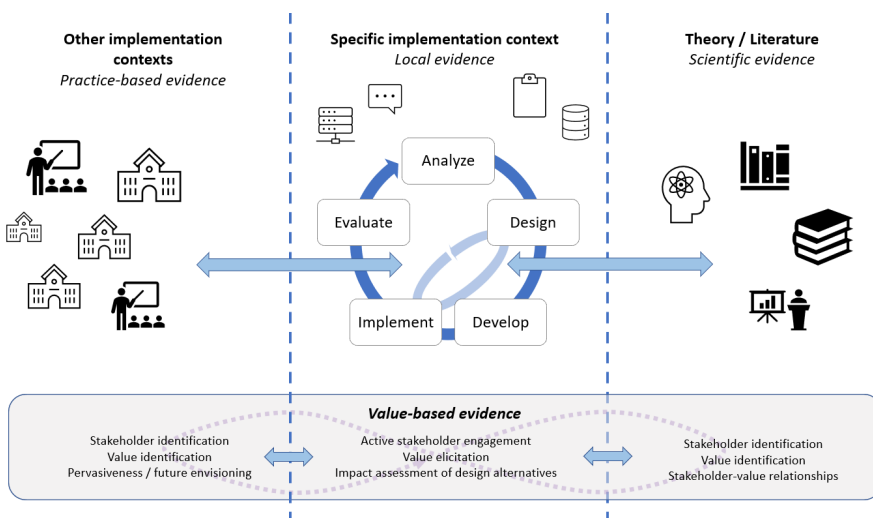 Other implementation
contexts
Practice-based evidence
Specific implementation context
Local evidence
Theory / Literature
Scientific evidence
Analyze
Evaluate
Design
Implement
Develop
Value-based evidence
Stakeholder identification
Value identification
Pervasiveness / future envisioning
Active stakeholder engagement
Value elicitation
Impact assessment of design alternatives
Stakeholder identification
Value identification
Stakeholder-value relationships